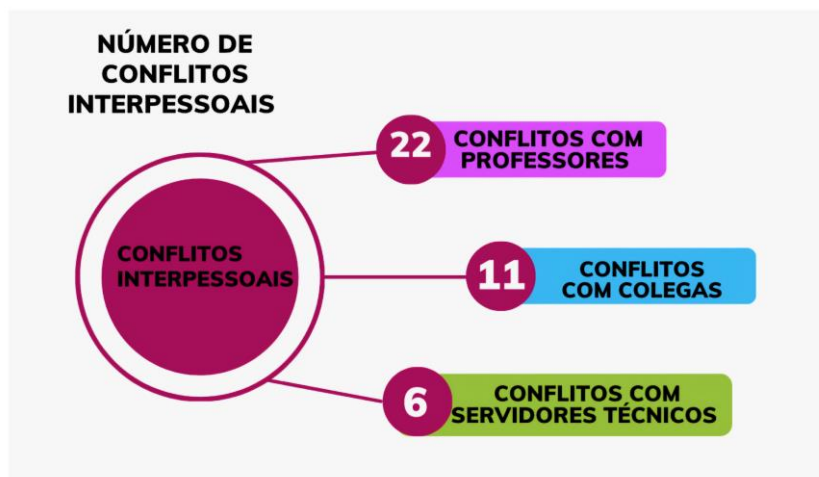 NÚMERO DE
CONFLITOS
INTERPESSOAIS
22
CONFLITOS COM
PROFESSORES
CONFLITOS
INTERPESSOAIS
11
CONFLITOS
COM COLEGAS
6
CONFLITOS COM
SERVIDORES TÉCNICOS